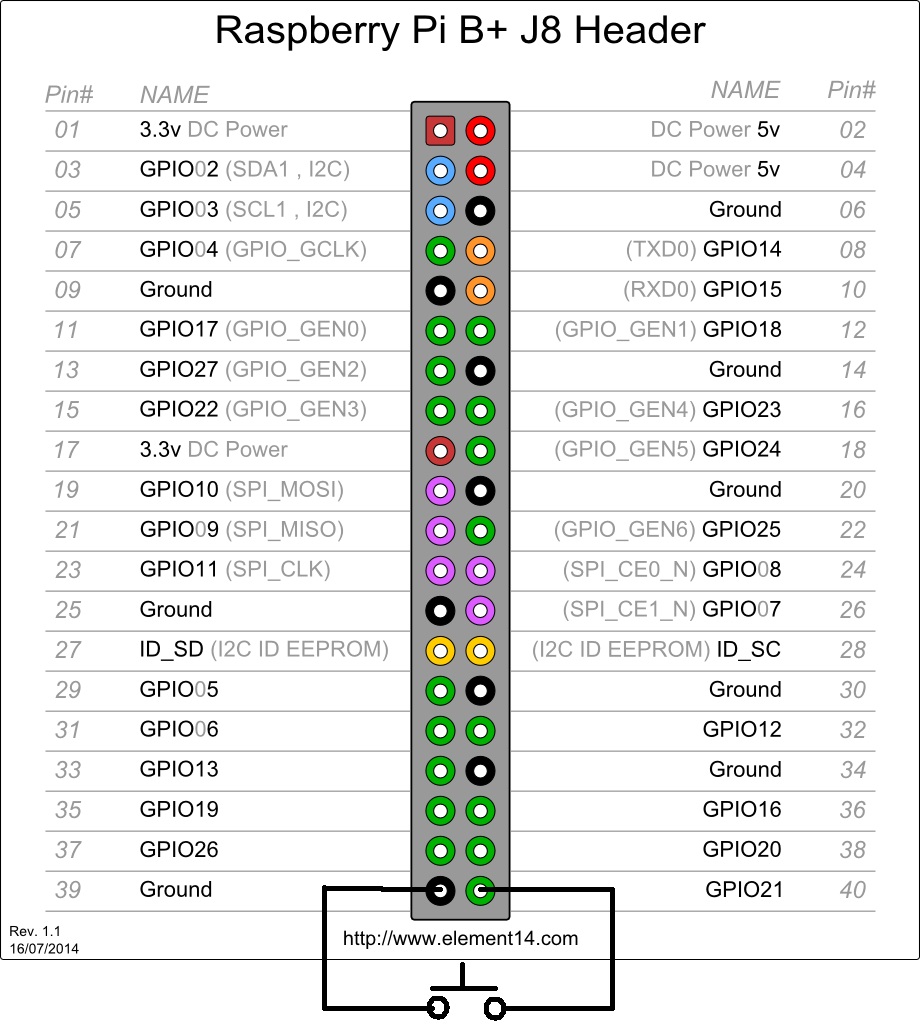 Raspberry Pi B+ J8 Header
Pin# NAME NAME Pin#
01 3.3v DC Power DC Power 5v 02
03 GPIO02 (SDA1 , I2C) DC Power 5v 04
05 GPIO03 (SCL1 , I2C) Ground 06
07 GPIO04 (GPIO_GCLK) (TXD0) GPIO14 08
09 Ground (RXD0) GPIO15 10
11 GPIO17 (GPIO_GEN0) (GPIO_GEN1) GPIO18 12
13 GPIO27 (GPIO_GEN2) Ground 14
15 GPIO22 (GPIO_GEN3) (GPIO_GEN4) GPIO23 16
17 3.3v DC Power (GPIO_GEN5) GPIO24 18
19 GPIO10 (SPI_MOSI) Ground 20
21 GPIO09 (SPI_MISO) (GPIO_GEN6) GPIO25 22
23 GPIO11 (SPI_CLK) (SPI_CE0_N) GPIO08 24
25 Ground (SPI_CE1_N) GPIO07 26
27 ID_SD (I2C ID EEPROM) (I2C ID EEPROM) ID_SC 28
29 GPIO05 Ground 30
31 GPIO06 GPIO12 32
33 GPIO13 Ground 34
35 GPIO19 GPIO16 36
37 GPIO26 GPIO20 38
39 Ground GPIO21 40
Rev. 1.1
16/07/2014
http://www.element14.com